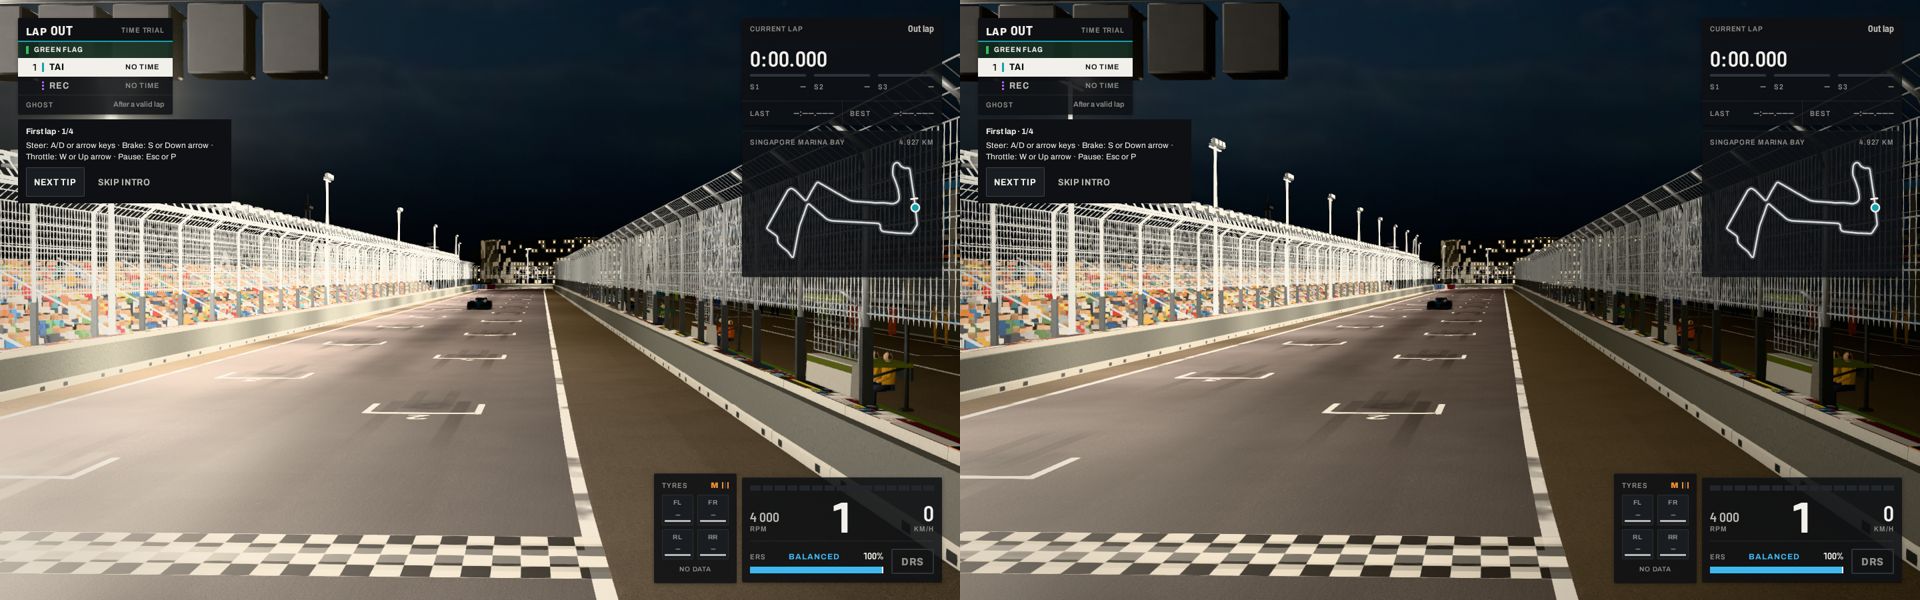 LAP OUT TIME TRIAL
GREEN FLAG
1 TAI NO TIME
REC NO TIME
GHOST After a valid lap
First lap · 1/4
Steer: A/D or arrow keys · Brake: S or Down arrow ·
Throttle: W or Up arrow · Pause: Esc or P
NEXT TIP SKIP INTRO
CURRENT LAP Out lap
0:00.000
S1 – S2 – S3 –
LAST –:––.––– BEST –:––.–––
SINGAPORE MARINA BAY 4.927 KM
2
TYRES M
FL FR
– –
RL RR
– –
NO DATA
4 000 1 0
RPM KM/H
ERS BALANCED 100% DRS
LAP OUT TIME TRIAL
GREEN FLAG
1 TAI NO TIME
REC NO TIME
GHOST After a valid lap
First lap · 1/4
Steer: A/D or arrow keys · Brake: S or Down arrow ·
Throttle: W or Up arrow · Pause: Esc or P
NEXT TIP SKIP INTRO
CURRENT LAP Out lap
0:00.000
S1 – S2 – S3 –
LAST –:––.––– BEST –:––.–––
SINGAPORE MARINA BAY 4.927 KM
2
TYRES M
FL FR
– –
RL RR
– –
NO DATA
4 000 1 0
RPM KM/H
ERS BALANCED 100% DRS